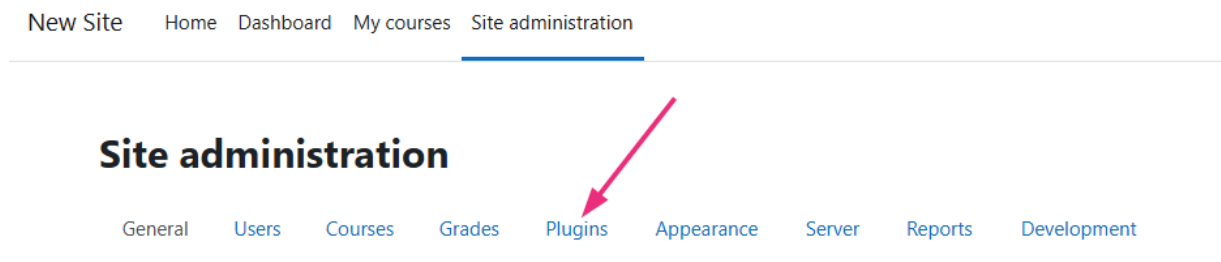 New Site Home Dashboard My courses Site administration
Site administration
General Users Courses Grades Plugins Appearance Server Reports Development